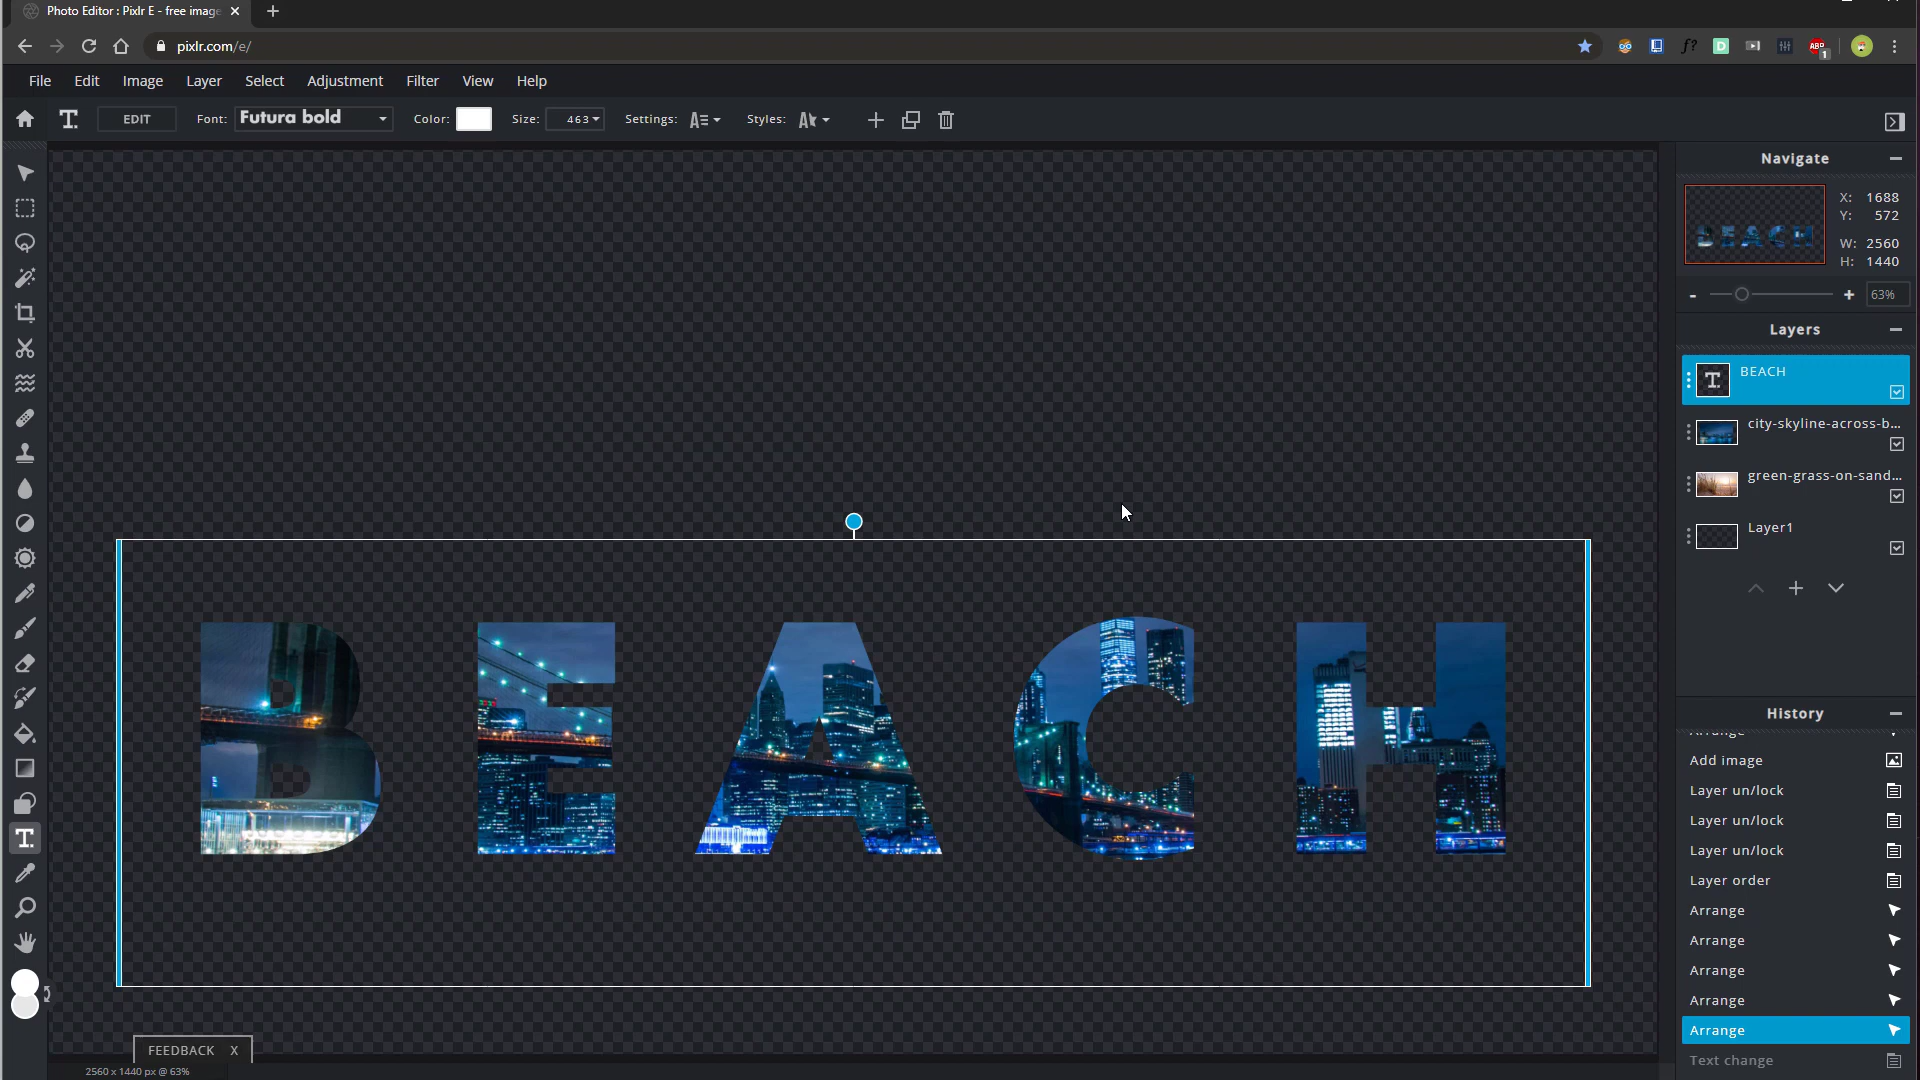 Photo Editor : Pixlr E - free image
pixlr.com/e/
ABP
1
File Edit Image Layer Select Adjustment Filter View Help
EDIT Font: Futura bold Color: Size: 463 Settings: Styles:
Navigate
X: 1688
Y: 572
W: 2560
H: 1440
- + 63%
Layers
BEACH
city-skyline-across-b...
green-grass-on-sand...
Layer1
BEACH
History
Arrange
Add image
Layer un/lock
Layer un/lock
Layer un/lock
Layer order
Arrange
Arrange
Arrange
Arrange
Arrange
Text change
FEEDBACK X
2560 x 1440 px @ 63%